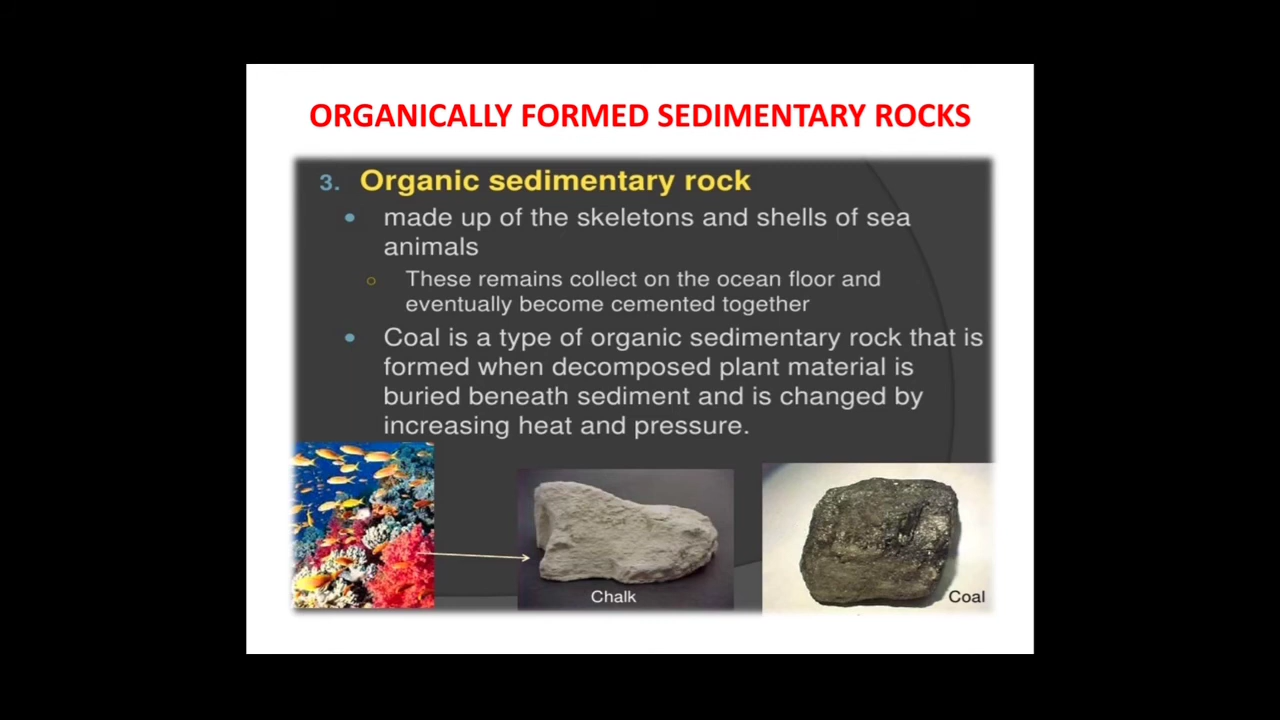 ORGANICALLY FORMED SEDIMENTARY ROCKS
3. Organic sedimentary rock
• made up of the skeletons and shells of sea
animals
○ These remains collect on the ocean floor and
eventually become cemented together
• Coal is a type of organic sedimentary rock that is
formed when decomposed plant material is
buried beneath sediment and is changed by
increasing heat and pressure.
Chalk
Coal